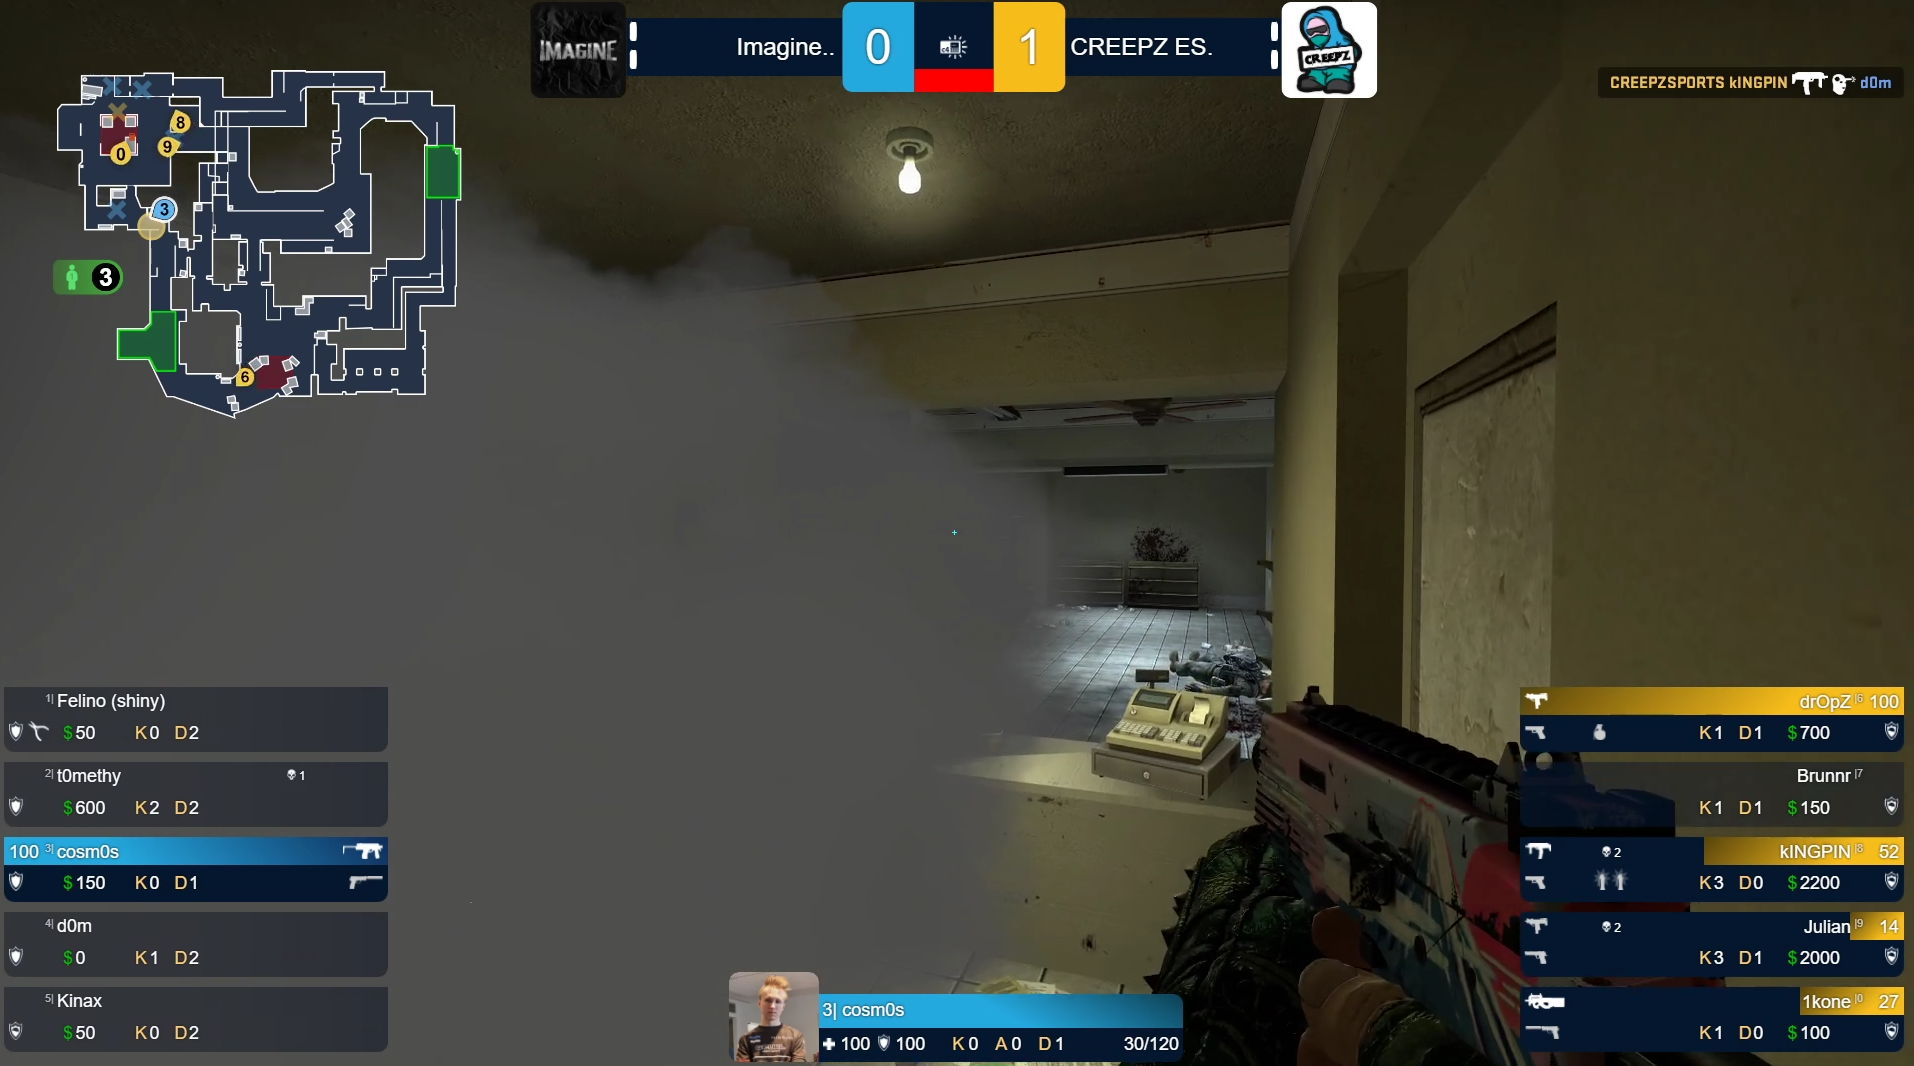 IMAGINE
Imagine..
0
1
CREEPZ ES.
CREEPZ
CREEPZSPORTS kINGPIN d0m
8
9
0
3
3
6
1| Felino (shiny)
$50 K0 D2
2| t0methy 1
$600 K2 D2
100 3| cosm0s
$150 K0 D1
4| d0m
$0 K1 D2
5| Kinax
$50 K0 D2
drOpZ |6 100
K1 D1 $700
Brunnr |7
K1 D1 $150
2 kINGPIN |8 52
K3 D0 $2200
2 Julian |9 14
K3 D1 $2000
1kone |0 27
K1 D0 $100
3| cosm0s
100 100 K0 A0 D1 30/120